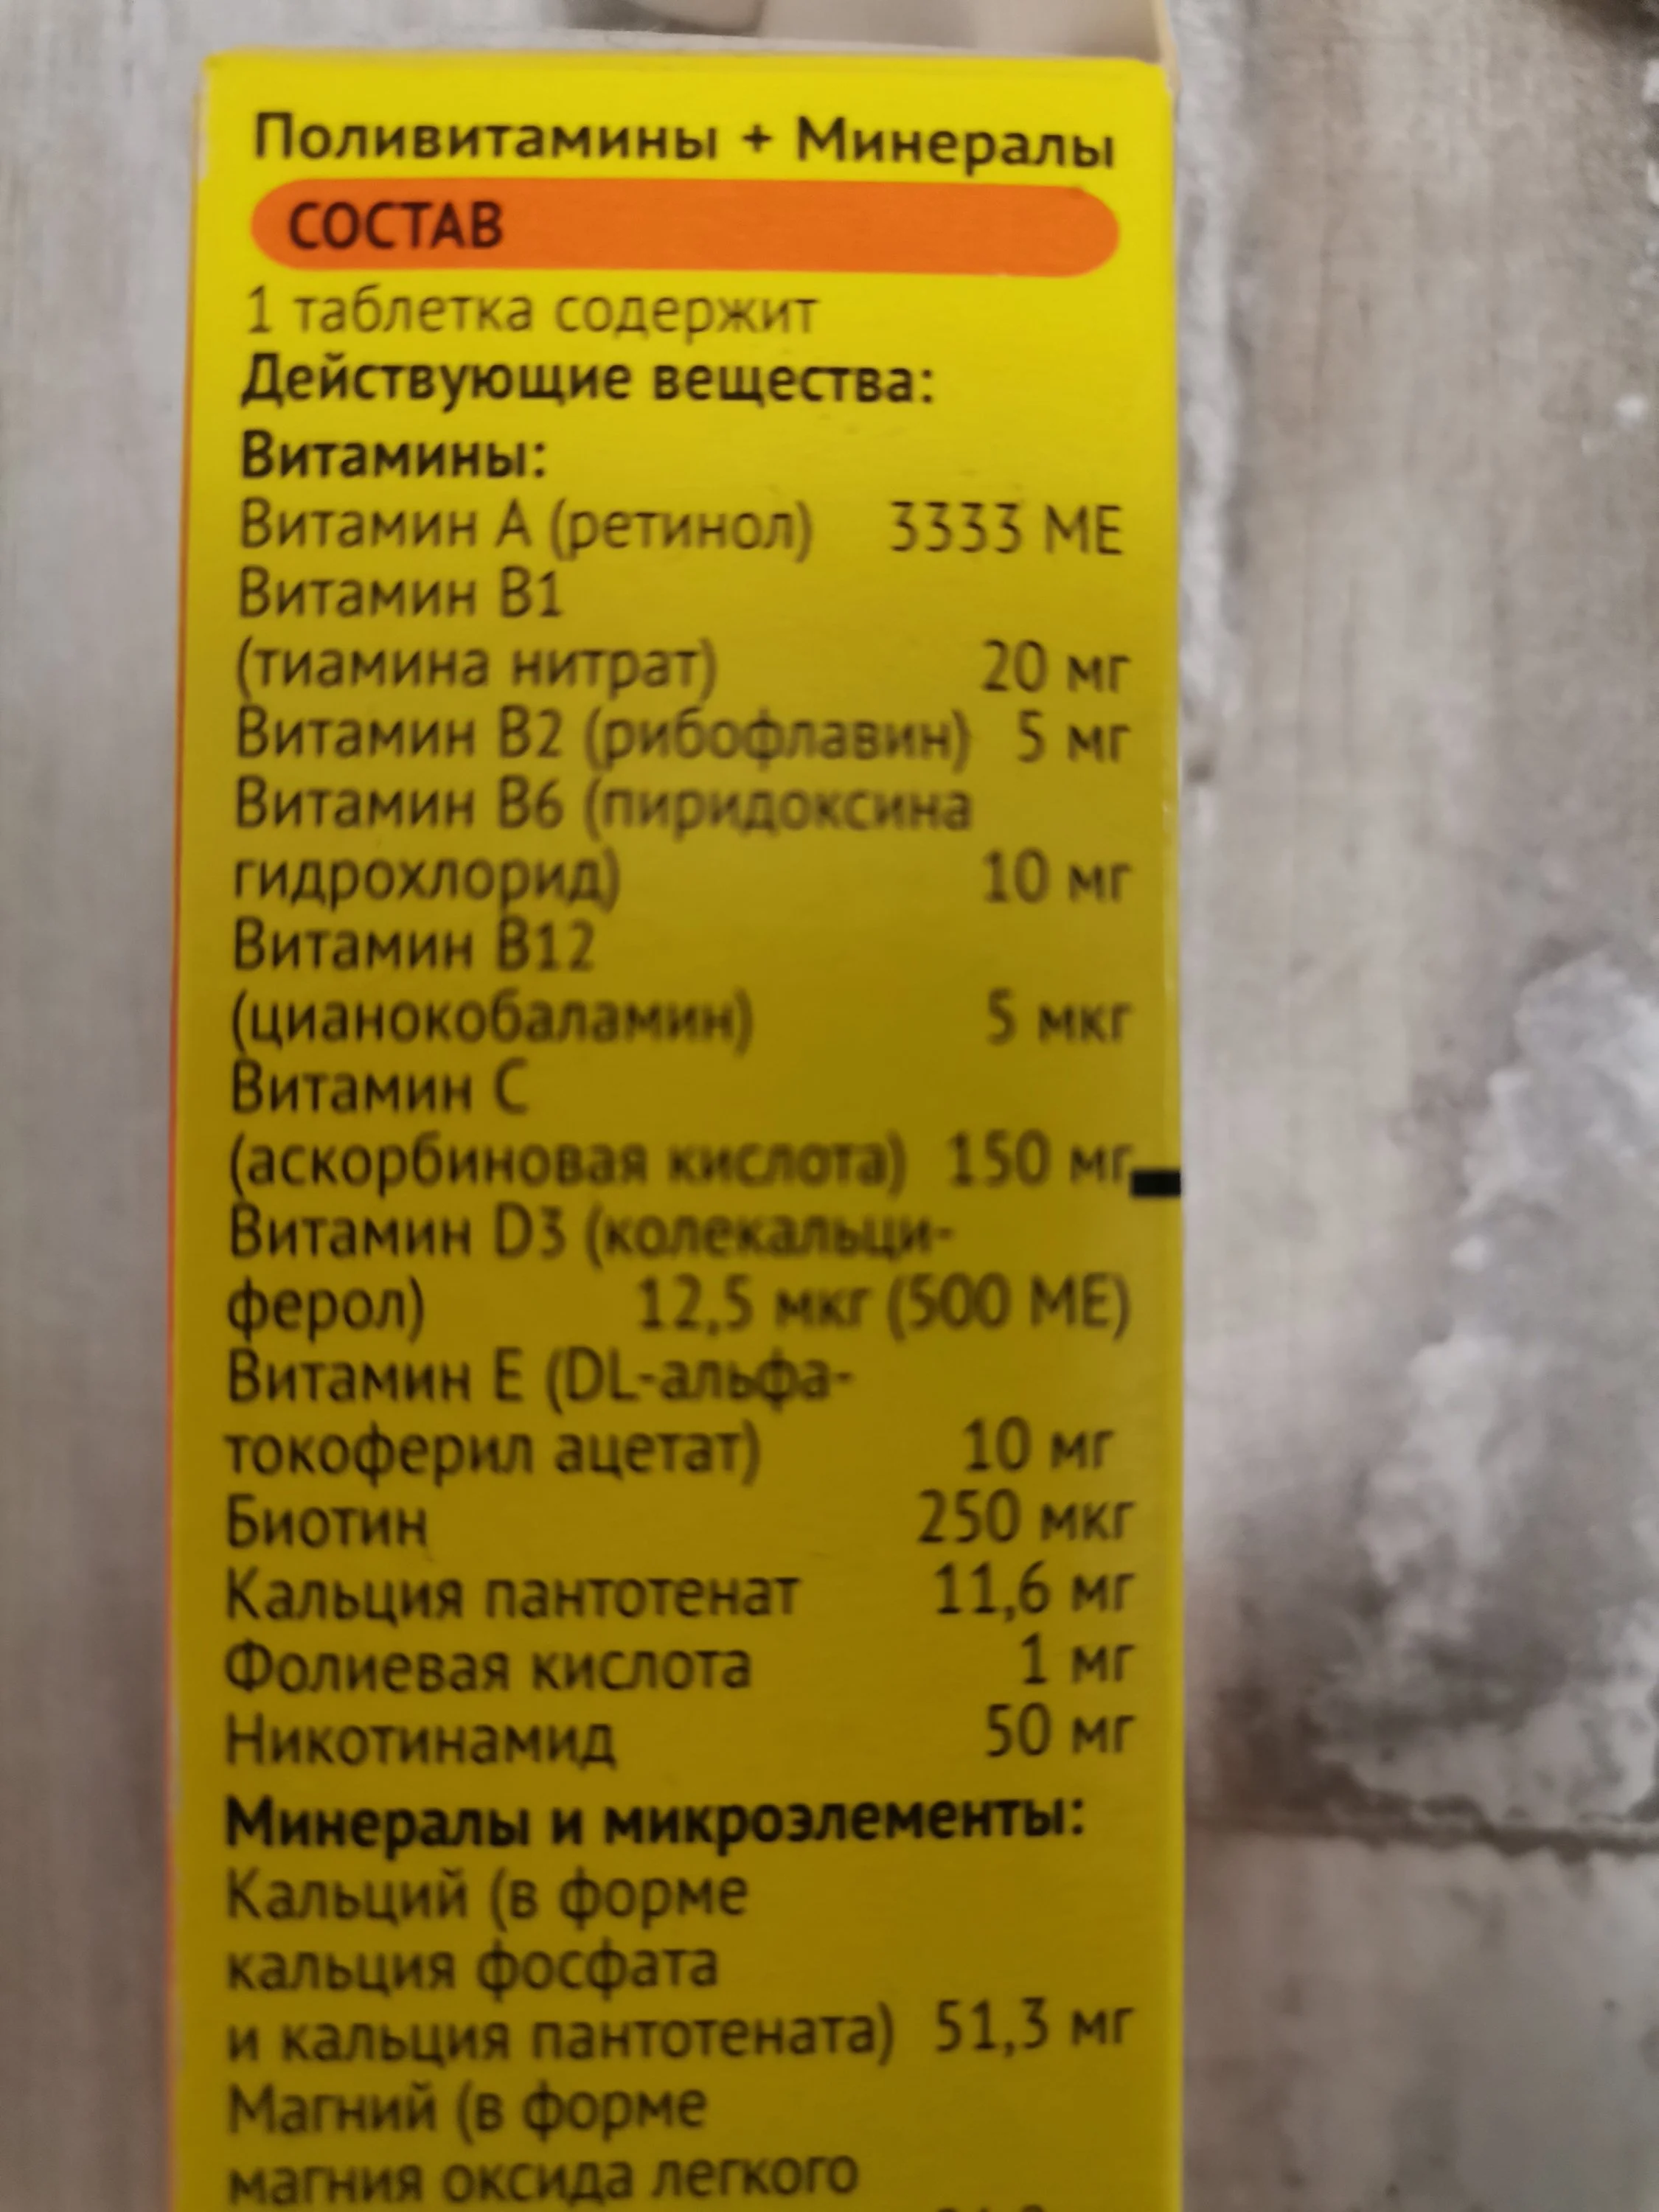 Поливитамины + Минералы
СОСТАВ
1 таблетка содержит
Действующие вещества:
Витамины:
Витамин А (ретинол) 3333 МЕ
Витамин В1
(тиамина нитрат) 20 мг
Витамин В2 (рибофлавин) 5 мг
Витамин В6 (пиридоксина
гидрохлорид) 10 мг
Витамин В12
(цианокобаламин) 5 мкг
Витамин С
(аскорбиновая кислота) 150 мг
Витамин D3 (колекальци-
ферол) 12,5 мкг (500 МЕ)
Витамин Е (DL-альфа-
токоферил ацетат) 10 мг
Биотин 250 мкг
Кальция пантотенат 11,6 мг
Фолиевая кислота 1 мг
Никотинамид 50 мг
Минералы и микроэлементы:
Кальций (в форме
кальция фосфата
и кальция пантотената) 51,3 мг
Магний (в форме
магния оксида легкого